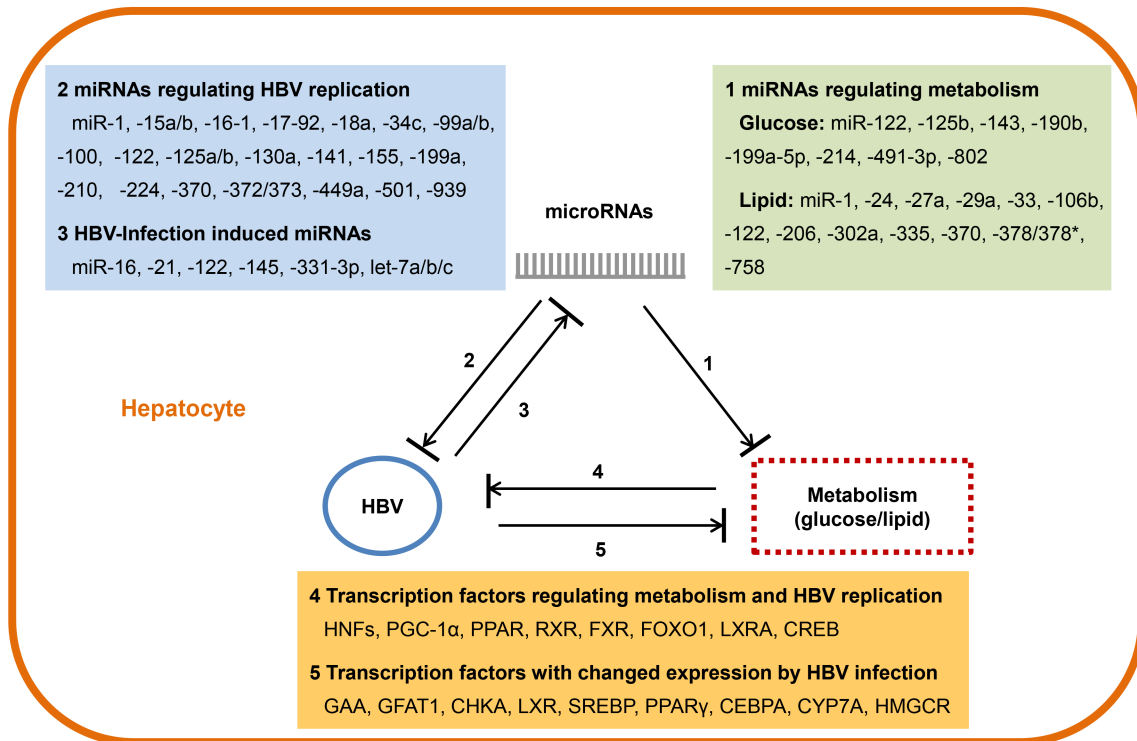 2 miRNAs regulating HBV replication
miR-1, -15a/b, -16-1, -17-92, -18a, -34c, -99a/b,
-100, -122, -125a/b, -130a, -141, -155, -199a,
-210, -224, -370, -372/373, -449a, -501, -939
3 HBV-Infection induced miRNAs
miR-16, -21, -122, -145, -331-3p, let-7a/b/c
1 miRNAs regulating metabolism
Glucose: miR-122, -125b, -143, -190b,
-199a-5p, -214, -491-3p, -802
Lipid: miR-1, -24, -27a, -29a, -33, -106b,
-122, -206, -302a, -335, -370, -378/378*,
-758
microRNAs
2
3
1
Hepatocyte
4
5
HBV
Metabolism
(glucose/lipid)
4 Transcription factors regulating metabolism and HBV replication
HNFs, PGC-1α, PPAR, RXR, FXR, FOXO1, LXRA, CREB
5 Transcription factors with changed expression by HBV infection
GAA, GFAT1, CHKA, LXR, SREBP, PPARγ, CEBPA, CYP7A, HMGCR